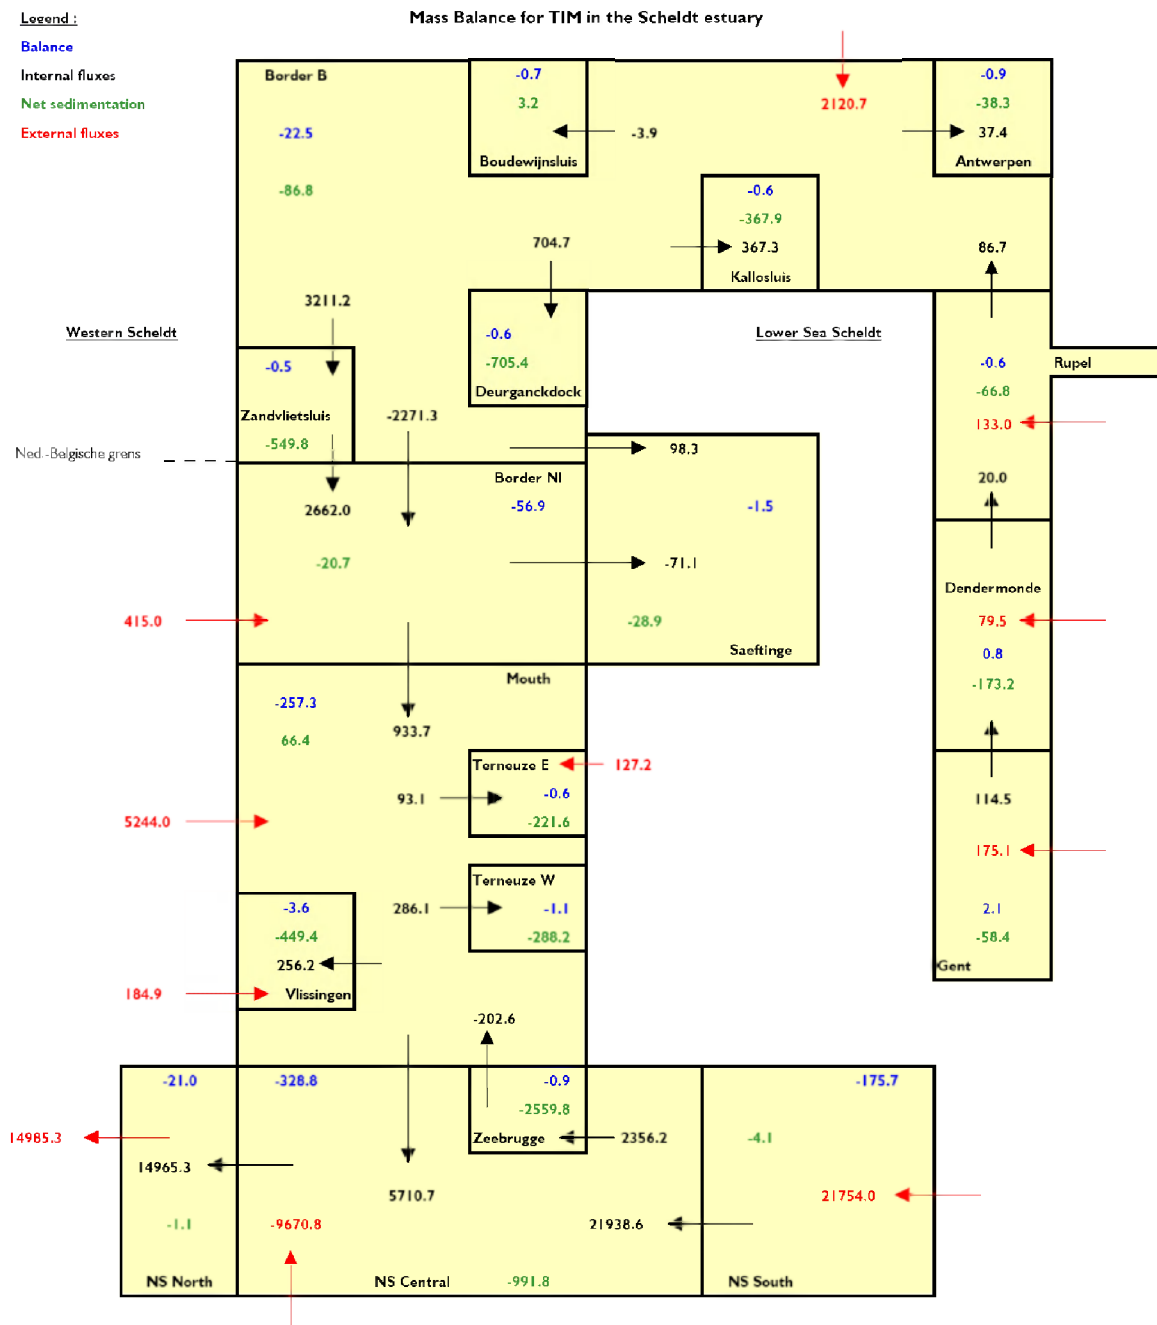 Legend :
Mass Balance for TIM in the Scheldt estuary
Balance
Internal fluxes
Net sedimentation
External fluxes
Border B
-22.5
-86.8
-0.7
3.2
-3.9
Boudewijnsluis
2120.7
-0.9
-38.3
37.4
Antwerpen
-0.6
-367.9
367.3
Kallosluis
704.7
86.7
3211.2
Western Scheldt
Lower Sea Scheldt
-0.6
-705.4
Deurganckdock
-0.5
Zandvlietsluis
-549.8
-2271.3
-0.6
Rupel
-66.8
133.0
20.0
Ned.-Belgische grens
98.3
Border Nl
-56.9
-1.5
2662.0
-20.7
-71.1
415.0
-28.9
Saeftinge
Dendermonde
79.5
0.8
-173.2
Mouth
-257.3
66.4
933.7
Terneuze E
127.2
93.1
-0.6
-221.6
5244.0
114.5
175.1
2.1
-58.4
Gent
Terneuze W
286.1
-1.1
-288.2
-3.6
-449.4
256.2
184.9
Vlissingen
-202.6
-21.0
-328.8
-0.9
-175.7
-2559.8
14985.3
Zeebrugge
2356.2
-4.1
14965.3
5710.7
21754.0
-1.1
-9670.8
21938.6
NS North
NS Central
-991.8
NS South